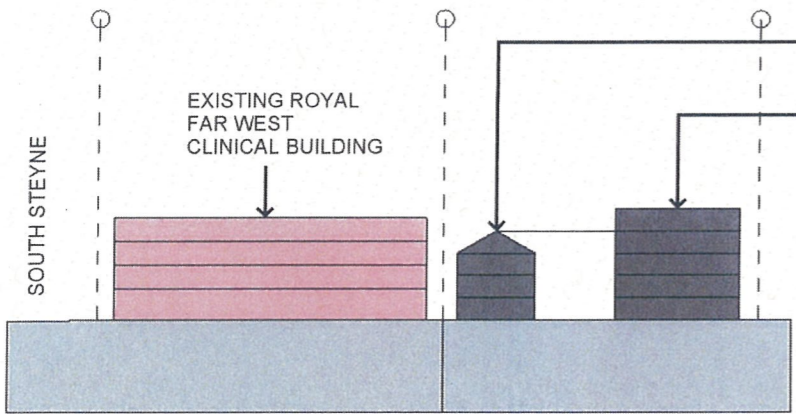 SOUTH STEYNE
EXISTING ROYAL
FAR WEST
CLINICAL BUILDING